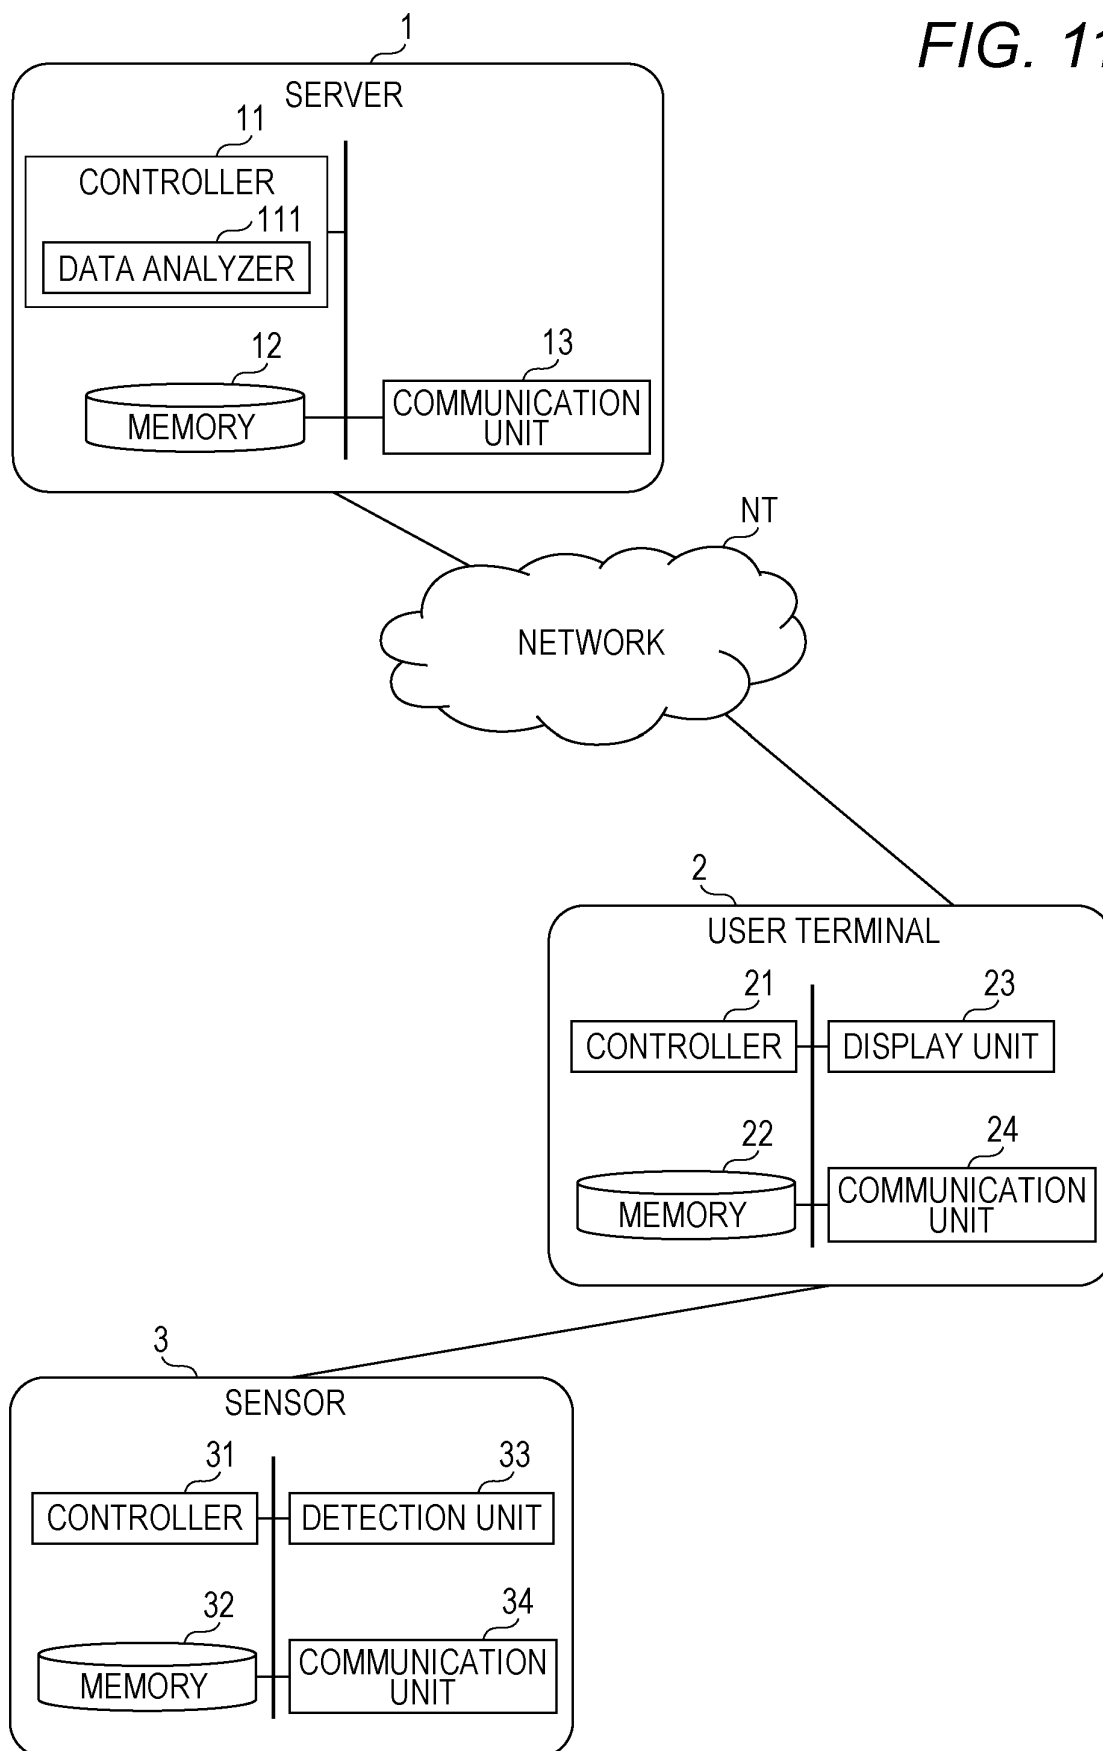 FIG. 11
1
SERVER
11
CONTROLLER
111
DATA ANALYZER
12
MEMORY
13
COMMUNICATION
UNIT
NT
NETWORK
2
USER TERMINAL
21
CONTROLLER
23
DISPLAY UNIT
22
MEMORY
24
COMMUNICATION
UNIT
3
SENSOR
31
CONTROLLER
33
DETECTION UNIT
32
MEMORY
34
COMMUNICATION
UNIT